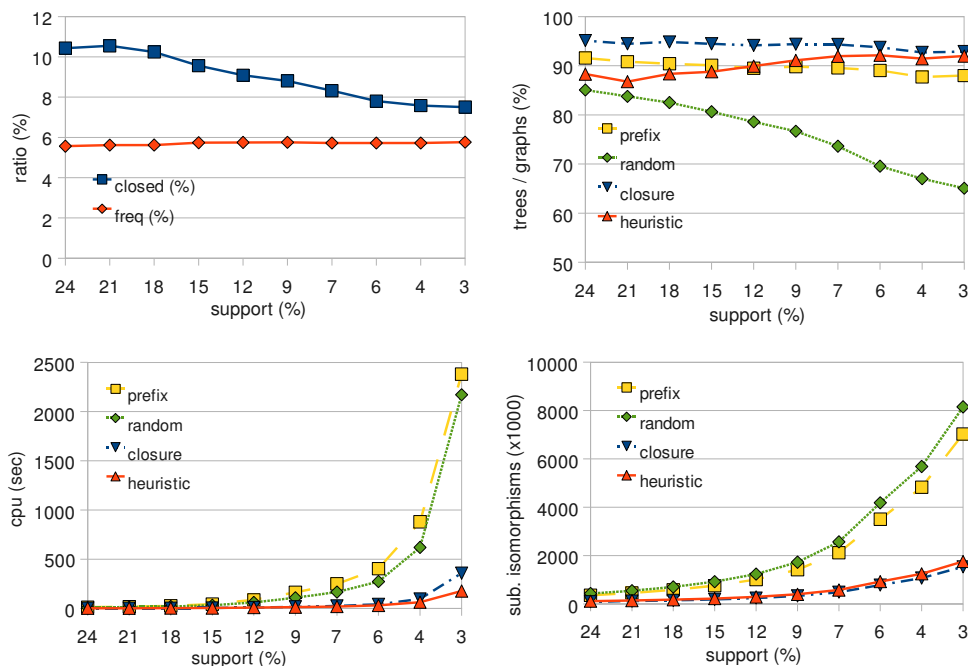 12
10
8
6
4
2
0
ratio (%)
closed (%)
freq (%)
24 21 18 15 12 9 7 6 4 3
support (%)
100
90
80
70
60
50
trees / graphs (%)
prefix
random
closure
heuristic
24 21 18 15 12 9 7 6 4 3
support (%)
2500
2000
1500
1000
500
0
cpu (sec)
prefix
random
closure
heuristic
24 21 18 15 12 9 7 6 4 3
support (%)
10000
8000
6000
4000
2000
0
sub. isomorphisms (x1000)
prefix
random
closure
heuristic
24 21 18 15 12 9 7 6 4 3
support (%)